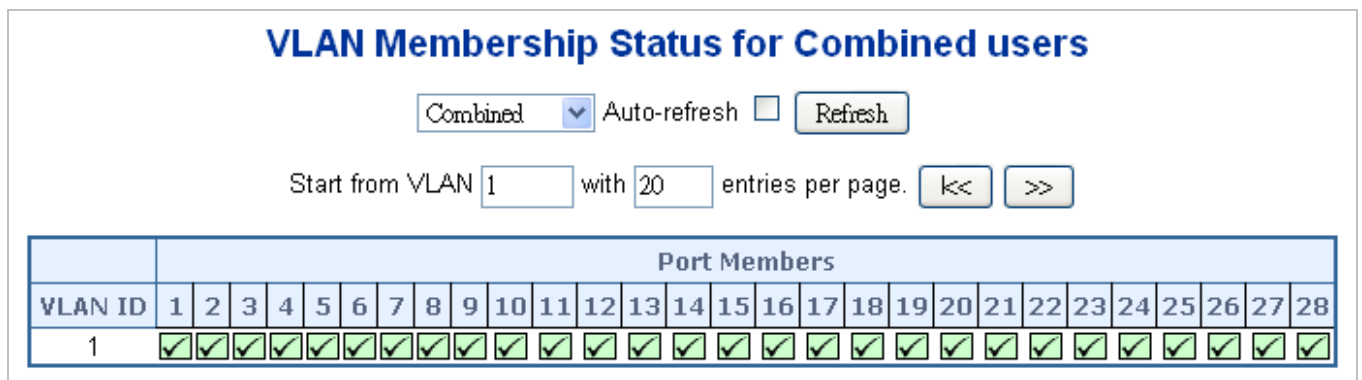 VLAN Membership Status for Combined users
Combined Auto-refresh Refresh
Start from VLAN 1 with 20 entries per page. |<< >>
Port Members
VLAN ID 1 2 3 4 5 6 7 8 9 10 11 12 13 14 15 16 17 18 19 20 21 22 23 24 25 26 27 28
1